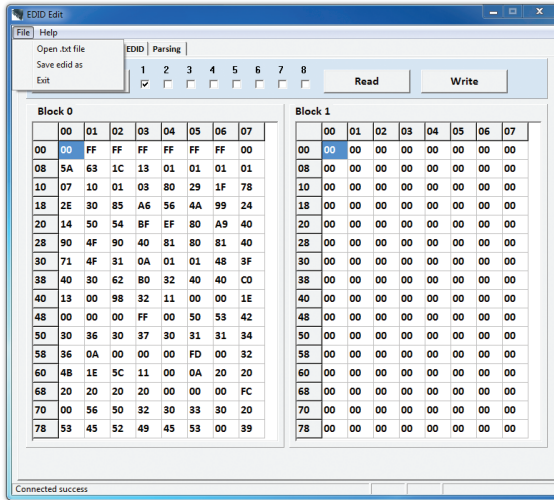 EDID Edit
File Help
Open .txt file
Save edid as
Exit
EDID Parsing
1 2 3 4 5 6 7 8
Read Write
Block 0
00 01 02 03 04 05 06 07
00 00 FF FF FF FF FF FF 00
08 5A 63 1C 13 01 01 01 01
10 07 10 01 03 80 29 1F 78
18 2E 30 85 A6 56 4A 99 24
20 14 50 54 BF EF 80 A9 40
28 90 4F 90 40 81 80 81 40
30 71 4F 31 0A 01 01 48 3F
38 40 30 62 B0 32 40 40 C0
40 13 00 98 32 11 00 00 1E
48 00 00 00 FF 00 50 53 42
50 30 36 30 37 30 31 31 34
58 36 0A 00 00 00 FD 00 32
60 4B 1E 5C 11 00 0A 20 20
68 20 20 20 20 00 00 00 FC
70 00 56 50 32 30 33 30 20
78 53 45 52 49 45 53 00 39
Block 1
00 01 02 03 04 05 06 07
00 00 00 00 00 00 00 00 00
08 00 00 00 00 00 00 00 00
10 00 00 00 00 00 00 00 00
18 00 00 00 00 00 00 00 00
20 00 00 00 00 00 00 00 00
28 00 00 00 00 00 00 00 00
30 00 00 00 00 00 00 00 00
38 00 00 00 00 00 00 00 00
40 00 00 00 00 00 00 00 00
48 00 00 00 00 00 00 00 00
50 00 00 00 00 00 00 00 00
58 00 00 00 00 00 00 00 00
60 00 00 00 00 00 00 00 00
68 00 00 00 00 00 00 00 00
70 00 00 00 00 00 00 00 00
78 00 00 00 00 00 00 00 00
Connected success